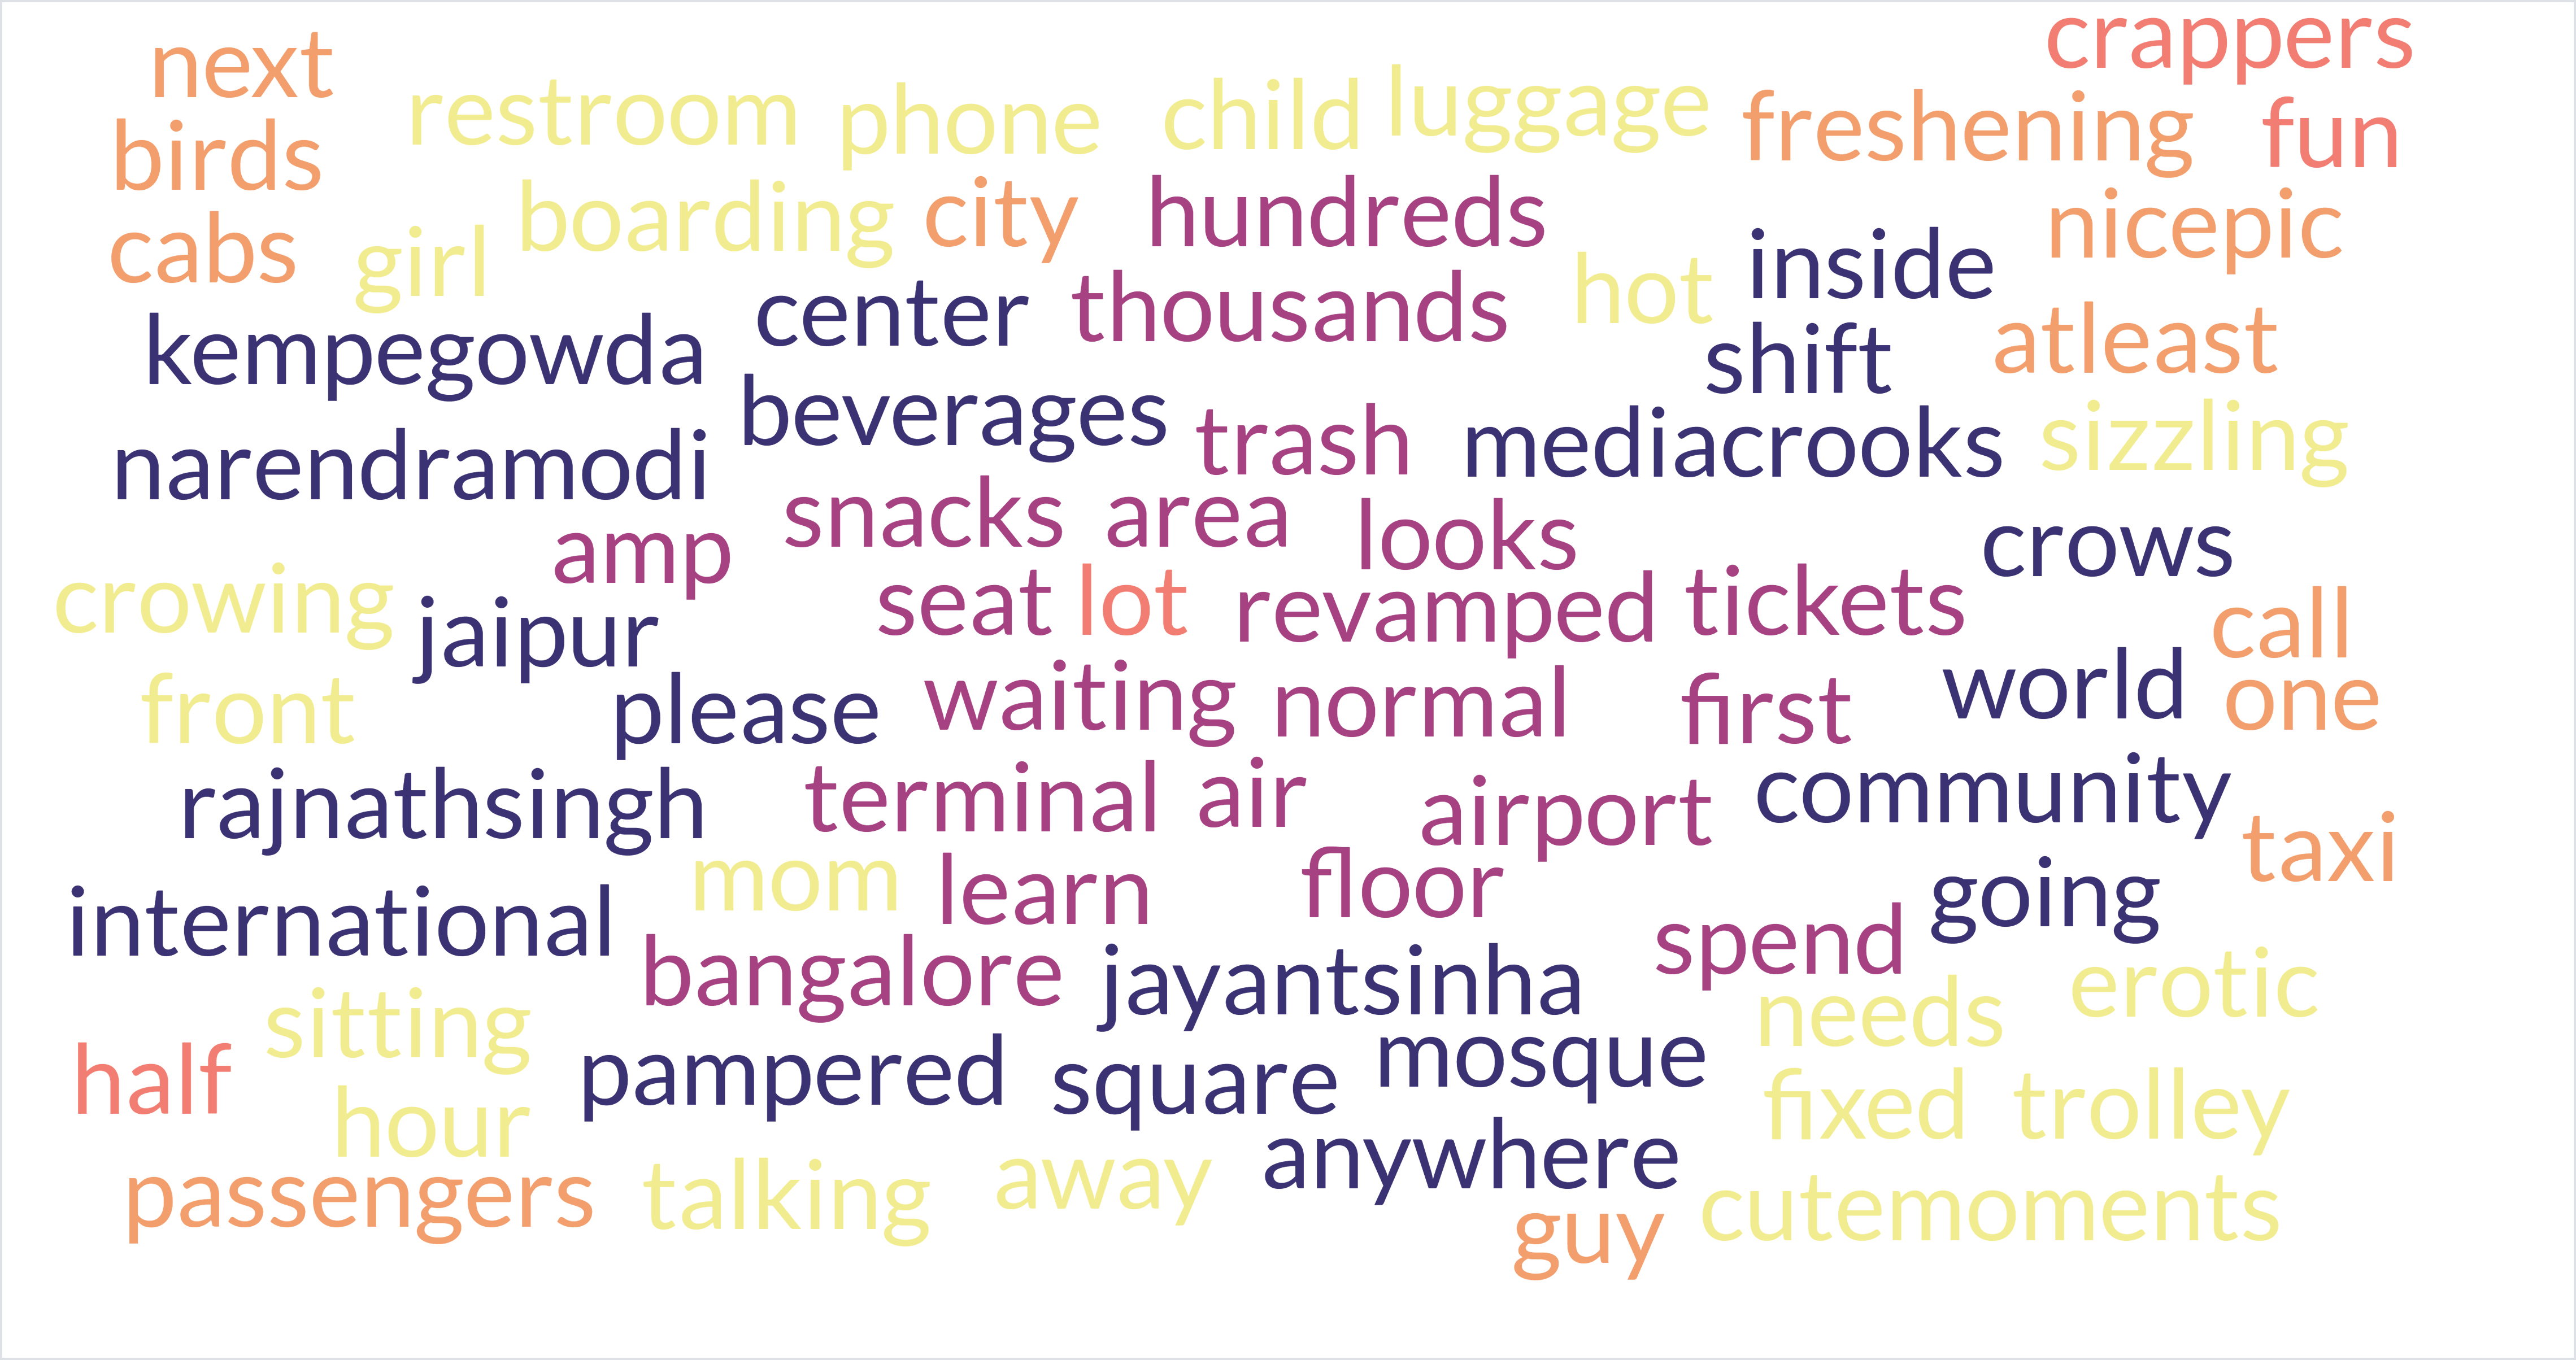 crappers
next
restroom phone child luggage freshening fun
birds
boarding city hundreds nicepic
cabs girl hot inside
center thousands
kempegowda shift atleast
beverages trash mediacrooks sizzling
narendramodi
snacks area looks
amp crows
crowing seat lot revamped tickets call
jaipur
front please waiting normal first world one
rajnathsingh terminal air airport community taxi
mom learn floor going
international spend
bangalore jayantsinha needs erotic
sitting
half pampered square mosque
hour fixed trolley
anywhere
passengers talking away cutemoments
guy